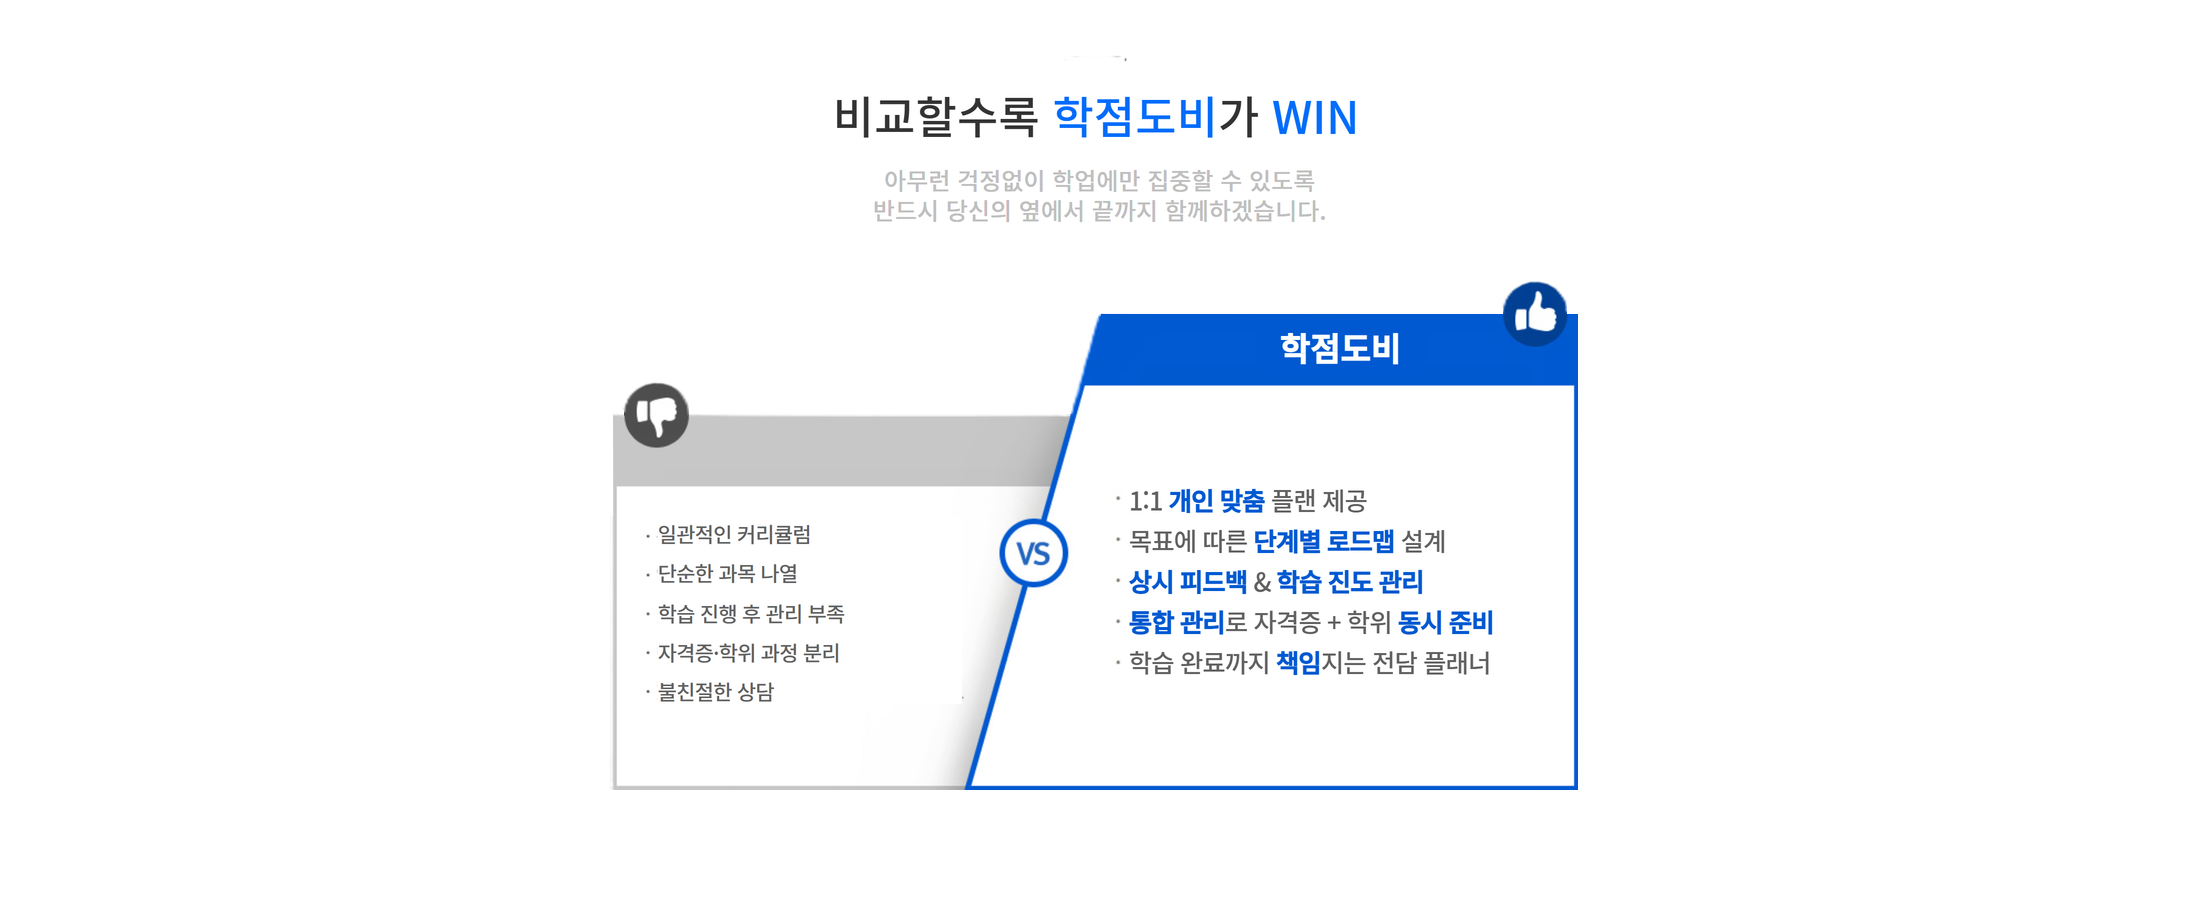 비교할수록 학점도비가 WIN
아무런 걱정없이 학업에만 집중할 수 있도록
반드시 당신의 옆에서 끝까지 함께하겠습니다.
· 일관적인 커리큘럼
· 단순한 과목 나열
· 학습 진행 후 관리 부족
· 자격증·학위 과정 분리
· 불친절한 상담
VS
학점도비
· 1:1 개인 맞춤 플랜 제공
· 목표에 따른 단계별 로드맵 설계
· 상시 피드백 & 학습 진도 관리
· 통합 관리로 자격증 + 학위 동시 준비
· 학습 완료까지 책임지는 전담 플래너